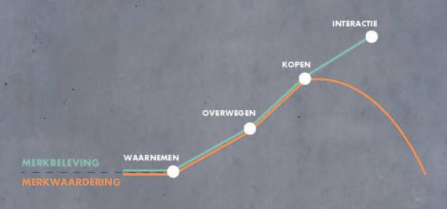 INTERACTIE
KOPEN
OVERWEGEN
WAARNEMEN
MERKBELEVING
MERKWAARDERING